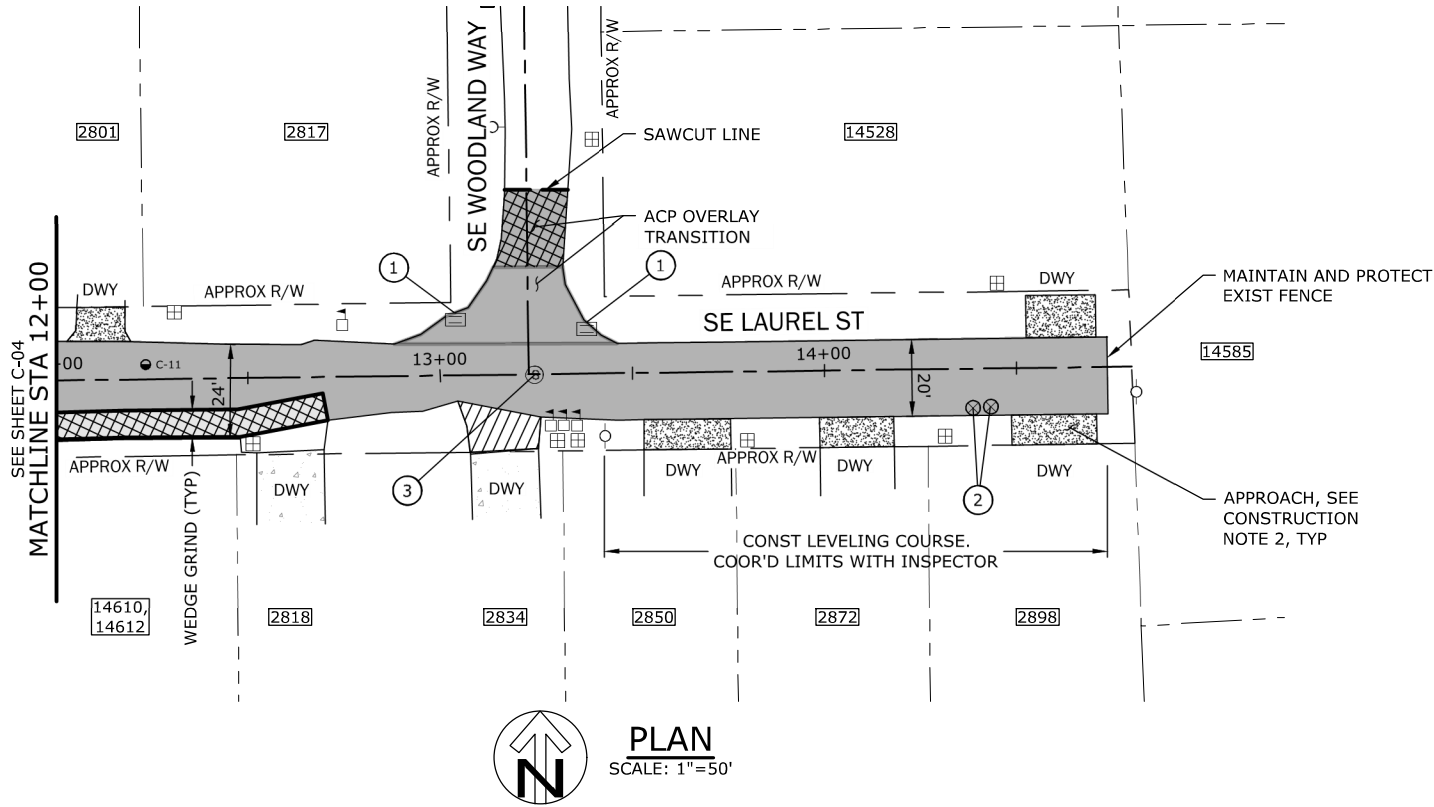 SE WOODLAND WAY
APPROX R/W
APPROX R/W
2801
2817
SAWCUT LINE
14528
ACP OVERLAY
TRANSITION
1
1
SEE SHEET C-04
MATCHLINE STA 12+00
DWY
APPROX R/W
APPROX R/W
DWY
MAINTAIN AND PROTECT
EXIST FENCE
SE LAUREL ST
14585
-00
C-11
13+00
14+00
24'
20'
APPROX R/W
DWY
DWY
3
DWY
APPROX R/W
DWY
2
DWY
APPROACH, SEE
CONSTRUCTION
NOTE 2, TYP
WEDGE GRIND (TYP)
CONST LEVELING COURSE.
COOR'D LIMITS WITH INSPECTOR
14610,
14612
2818
2834
2850
2872
2898
N
PLAN
SCALE: 1"=50'